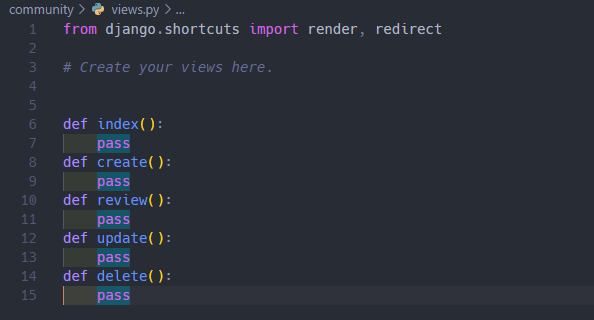 community > views.py > ...
1 from django.shortcuts import render, redirect
2
3 # Create your views here.
4
5
6 def index():
7     pass
8 def create():
9     pass
10 def review():
11     pass
12 def update():
13     pass
14 def delete():
15     pass